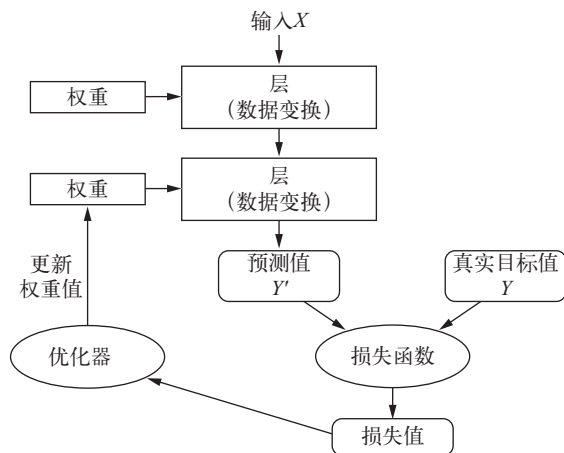 输入X
层
权重
(数据变换)
层
权重
(数据变换)
更新
权重值
预测值
Y′
真实目标值
Y
优化器
损失函数
损失值